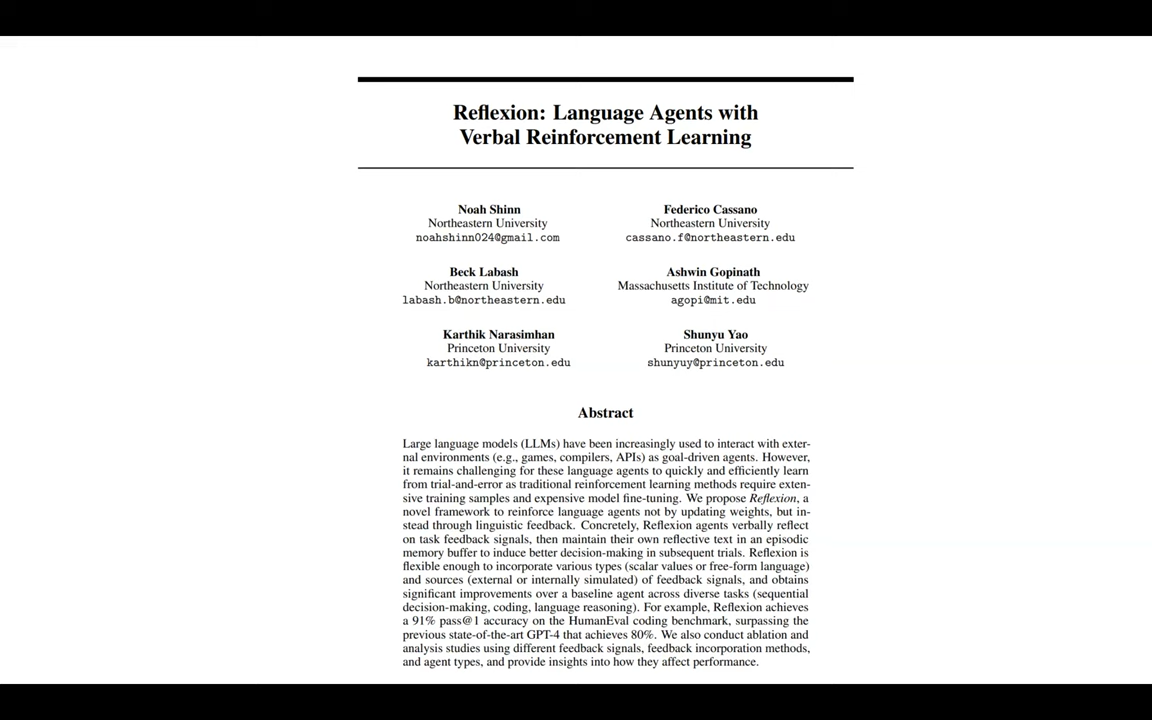 Reflexion: Language Agents with
Verbal Reinforcement Learning
Noah Shinn
Northeastern University
noahshinn024@gmail.com
Federico Cassano
Northeastern University
cassano.f@northeastern.edu
Beck Labash
Northeastern University
labash.b@northeastern.edu
Ashwin Gopinath
Massachusetts Institute of Technology
agopi@mit.edu
Karthik Narasimhan
Princeton University
karthikn@princeton.edu
Shunyu Yao
Princeton University
shunyuy@princeton.edu
Abstract
Large language models (LLMs) have been increasingly used to interact with exter-
nal environments (e.g., games, compilers, APIs) as goal-driven agents. However,
it remains challenging for these language agents to quickly and efficiently learn
from trial-and-error as traditional reinforcement learning methods require exten-
sive training samples and expensive model fine-tuning. We propose Reflexion, a
novel framework to reinforce language agents not by updating weights, but in-
stead through linguistic feedback. Concretely, Reflexion agents verbally reflect
on task feedback signals, then maintain their own reflective text in an episodic
memory buffer to induce better decision-making in subsequent trials. Reflexion is
flexible enough to incorporate various types (scalar values or free-form language)
and sources (external or internally simulated) of feedback signals, and obtains
significant improvements over a baseline agent across diverse tasks (sequential
decision-making, coding, language reasoning). For example, Reflexion achieves
a 91% pass@1 accuracy on the HumanEval coding benchmark, surpassing the
previous state-of-the-art GPT-4 that achieves 80%. We also conduct ablation and
analysis studies using different feedback signals, feedback incorporation methods,
and agent types, and provide insights into how they affect performance.